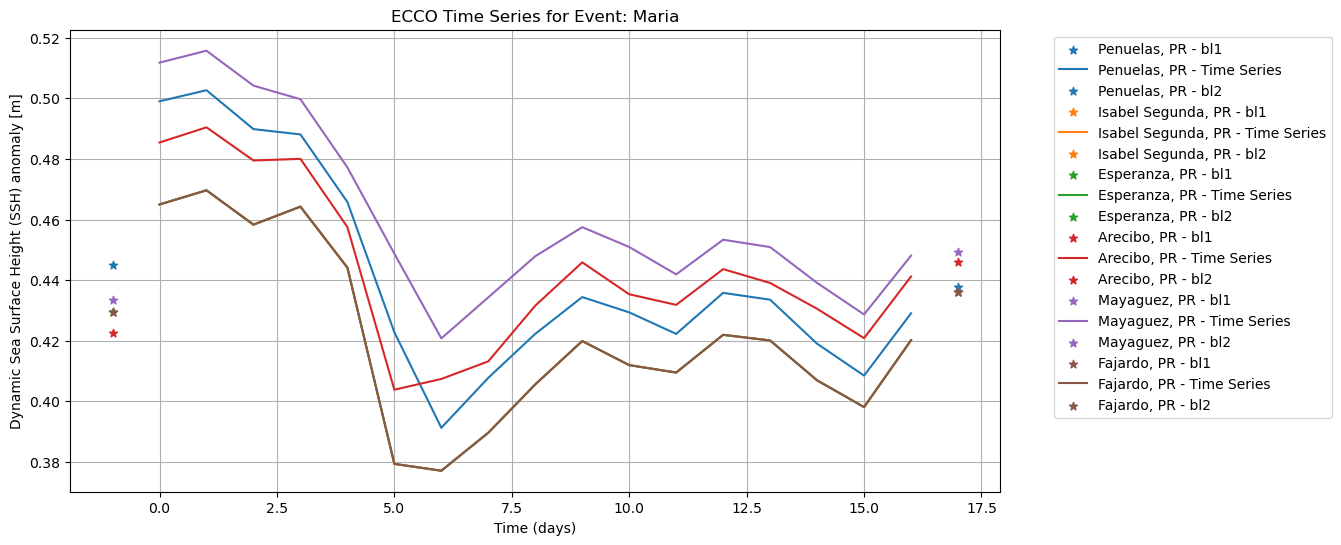 ECCO Time Series for Event: Maria
Dynamic Sea Surface Height (SSH) anomaly [m]
0.52
0.50
0.48
0.46
0.44
0.42
0.40
0.38
0.0
2.5
5.0
7.5
10.0
12.5
15.0
17.5
Time (days)
Penuelas, PR - bl1
Penuelas, PR - Time Series
Penuelas, PR - bl2
Isabel Segunda, PR - bl1
Isabel Segunda, PR - Time Series
Isabel Segunda, PR - bl2
Esperanza, PR - bl1
Esperanza, PR - Time Series
Esperanza, PR - bl2
Arecibo, PR - bl1
Arecibo, PR - Time Series
Arecibo, PR - bl2
Mayaguez, PR - bl1
Mayaguez, PR - Time Series
Mayaguez, PR - bl2
Fajardo, PR - bl1
Fajardo, PR - Time Series
Fajardo, PR - bl2